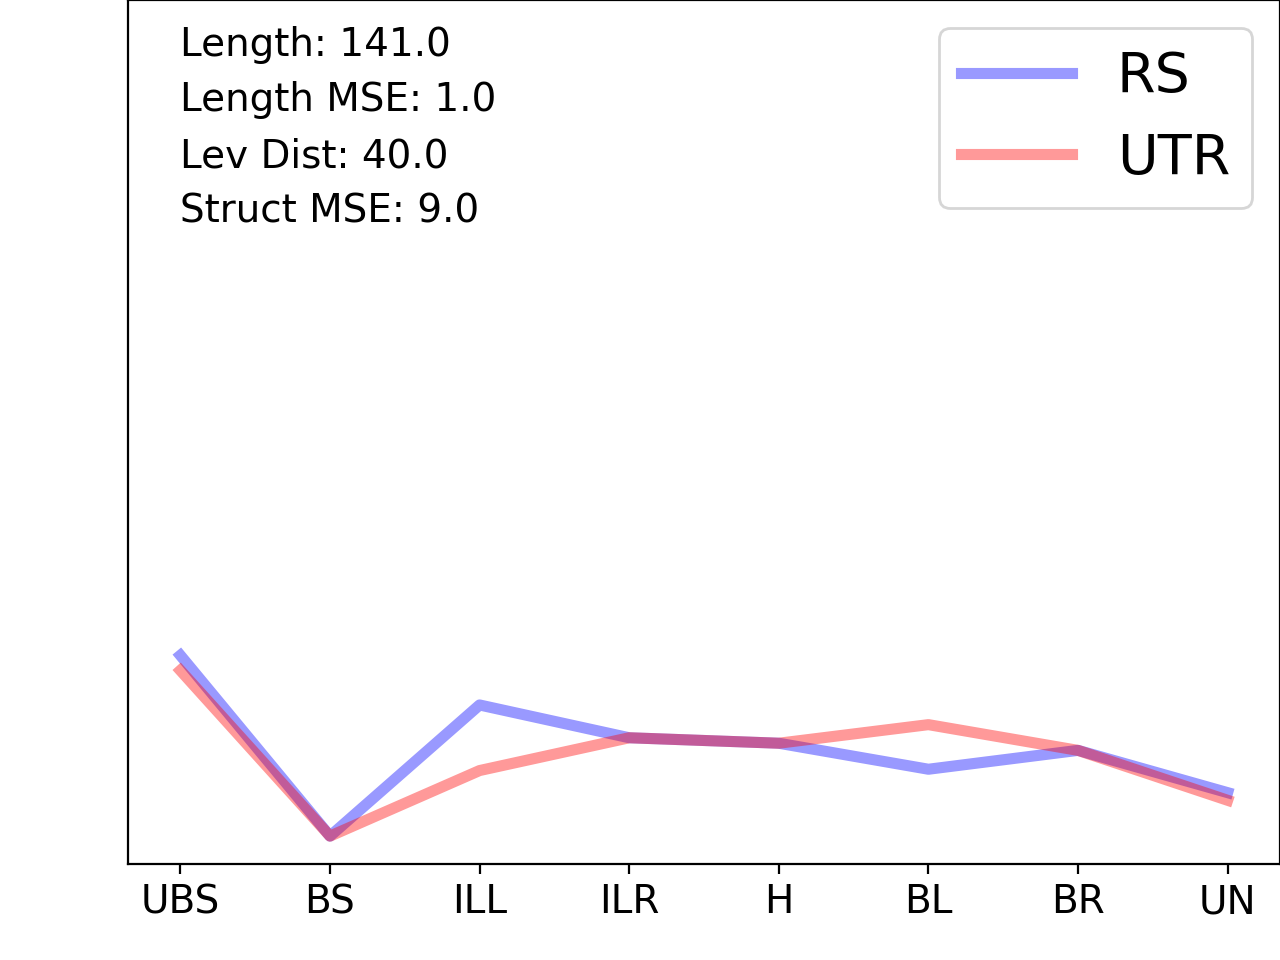 Length: 141.0
Length MSE: 1.0
Lev Dist: 40.0
Struct MSE: 9.0
RS
UTR
UBS BS ILL ILR H BL BR UN